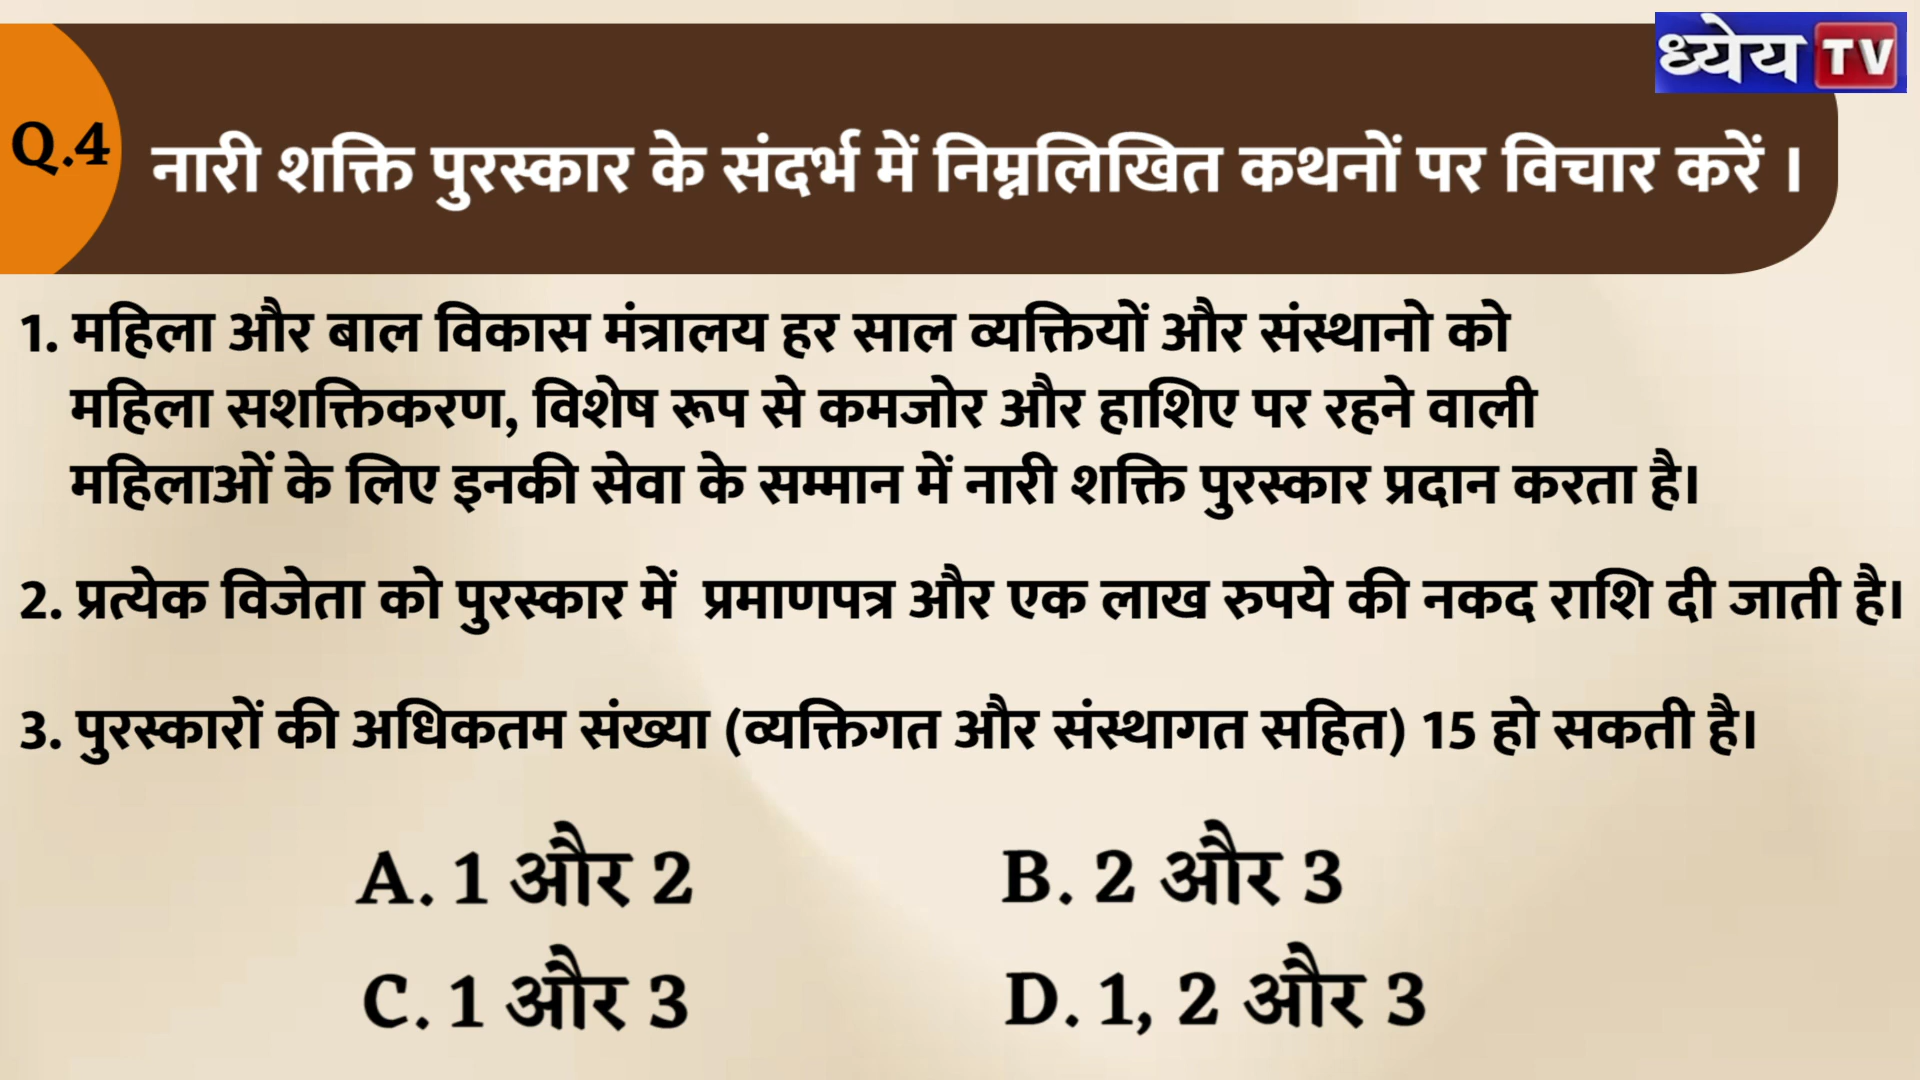 ध्येय TV
Q.4
नारी शक्ति पुरस्कार के संदर्भ में निम्नलिखित कथनों पर विचार करें ।
1. महिला और बाल विकास मंत्रालय हर साल व्यक्तियों और संस्थानो को
महिला सशक्तिकरण, विशेष रूप से कमजोर और हाशिए पर रहने वाली
महिलाओं के लिए इनकी सेवा के सम्मान में नारी शक्ति पुरस्कार प्रदान करता है।
2. प्रत्येक विजेता को पुरस्कार में प्रमाणपत्र और एक लाख रुपये की नकद राशि दी जाती है।
3. पुरस्कारों की अधिकतम संख्या (व्यक्तिगत और संस्थागत सहित) 15 हो सकती है।
A. 1 और 2
B. 2 और 3
C. 1 और 3
D. 1, 2 और 3